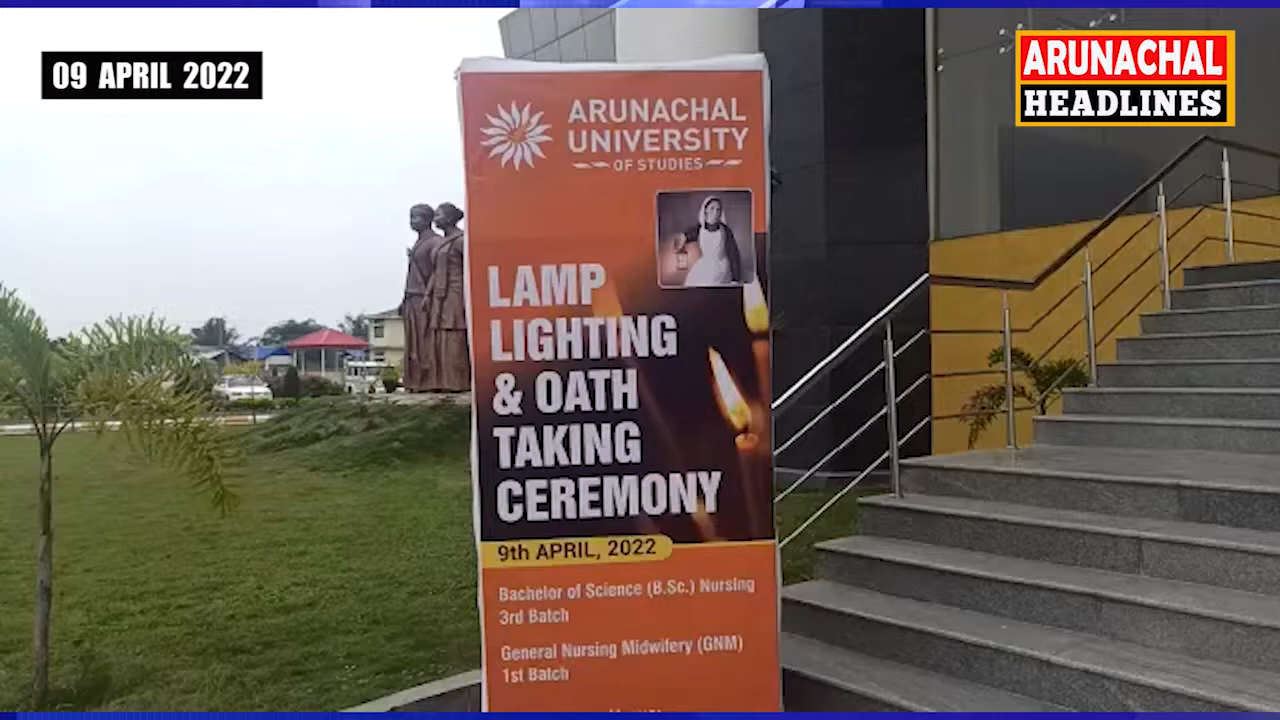 09 APRIL 2022
ARUNACHAL
HEADLINES
ARUNACHAL
UNIVERSITY
OF STUDIES
LAMP
LIGHTING
& OATH
TAKING
CEREMONY
9th APRIL, 2022
Bachelor of Science (B.Sc.) Nursing
3rd Batch
General Nursing Midwifery (GNM)
1st Batch